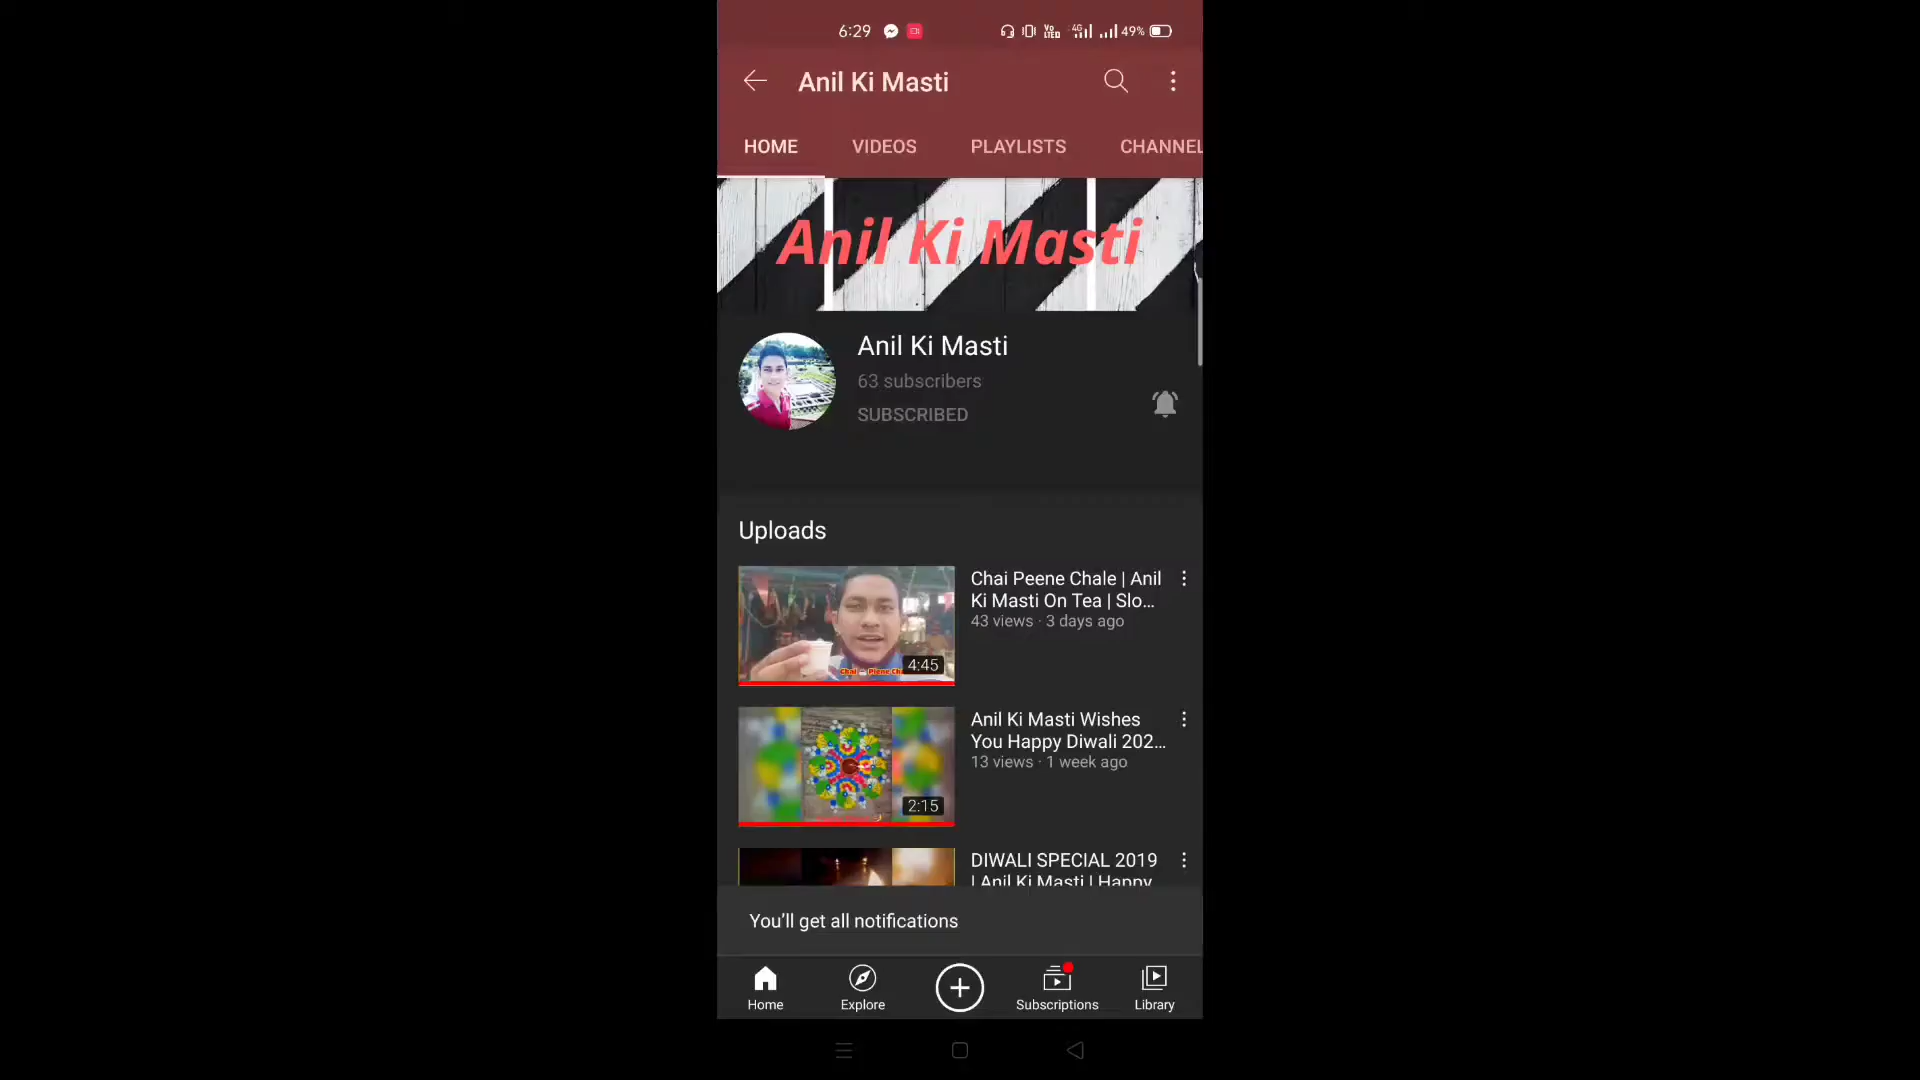 6:29
Vo LTED 4G 49%
Anil Ki Masti
HOME VIDEOS PLAYLISTS CHANNEL
Anil Ki Masti
Anil Ki Masti
63 subscribers
SUBSCRIBED
Uploads
Chai Peene Chale | Anil
Ki Masti On Tea | Slo...
43 views · 3 days ago
4:45
Anil Ki Masti Wishes
You Happy Diwali 202...
13 views · 1 week ago
2:15
DIWALI SPECIAL 2019
| Anil Ki Masti | Happy
You'll get all notifications
Home Explore Subscriptions Library